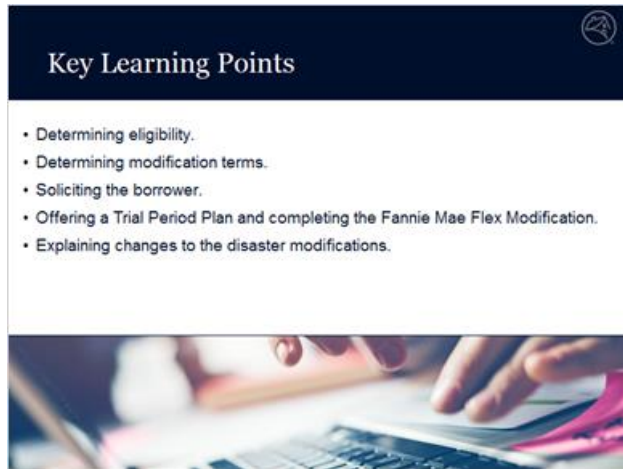 Key Learning Points
• Determining eligibility.
• Determining modification terms.
• Soliciting the borrower.
• Offering a Trial Period Plan and completing the Fannie Mae Flex Modification.
• Explaining changes to the disaster modifications.